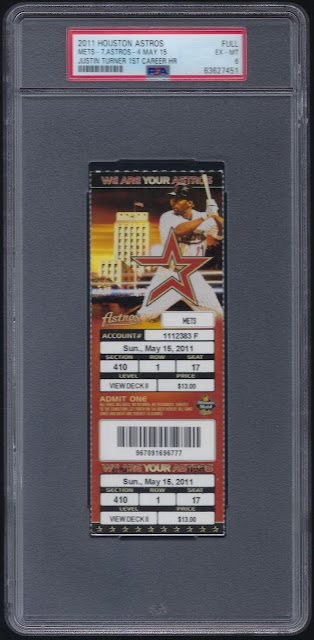 2011 HOUSTON ASTROS FULL
METS - 7, ASTROS - 4 MAY 15 EX - MT
JUSTIN TURNER 1ST CAREER HR 6
PSA 63627451
WE ARE YOUR ASTROS
Astros
METS
ACCOUNT# 1112383 F
Sun., May 15, 2011
SECTION ROW SEAT
410 1 17
LEVEL PRICE
VIEW DECK II $13.00
ADMIT ONE
967091696777
WE ARE YOUR ASTROS
Sun., May 15, 2011
SECTION ROW SEAT
410 1 17
LEVEL PRICE
VIEW DECK II $13.00